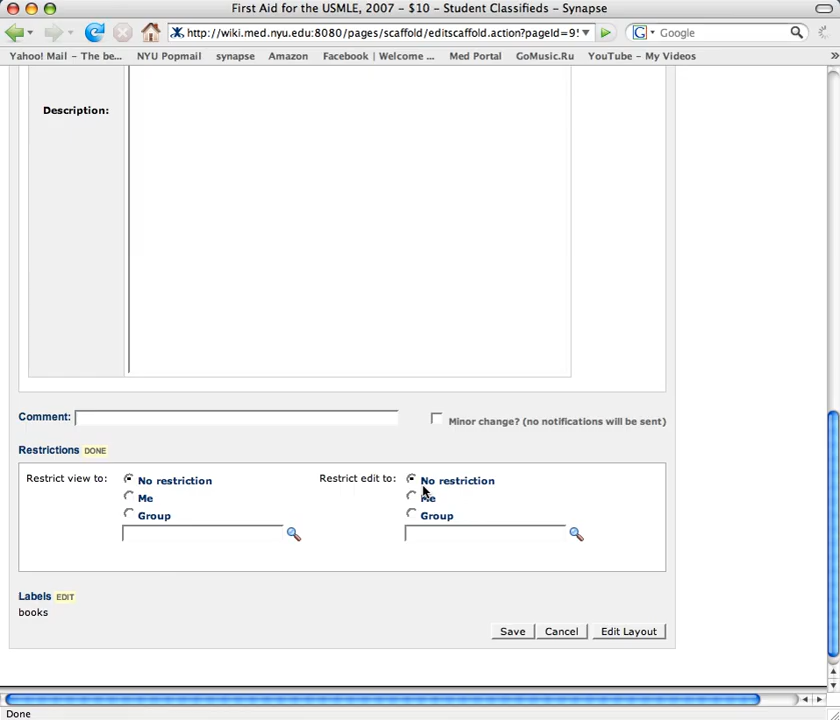 First Aid for the USMLE, 2007 – $10 – Student Classifieds – Synapse
http://wiki.med.nyu.edu:8080/pages/scaffold/editscaffold.action?pageId=9! Google
Yahoo! Mail – The be... NYU Popmail synapse Amazon Facebook | Welcome ... Med Portal GoMusic.Ru YouTube – My Videos
Description:
Comment: Minor change? (no notifications will be sent)
Restrictions DONE
Restrict view to: No restriction Restrict edit to: No restriction
Me Me
Group Group
Labels EDIT
books
Save Cancel Edit Layout
Done